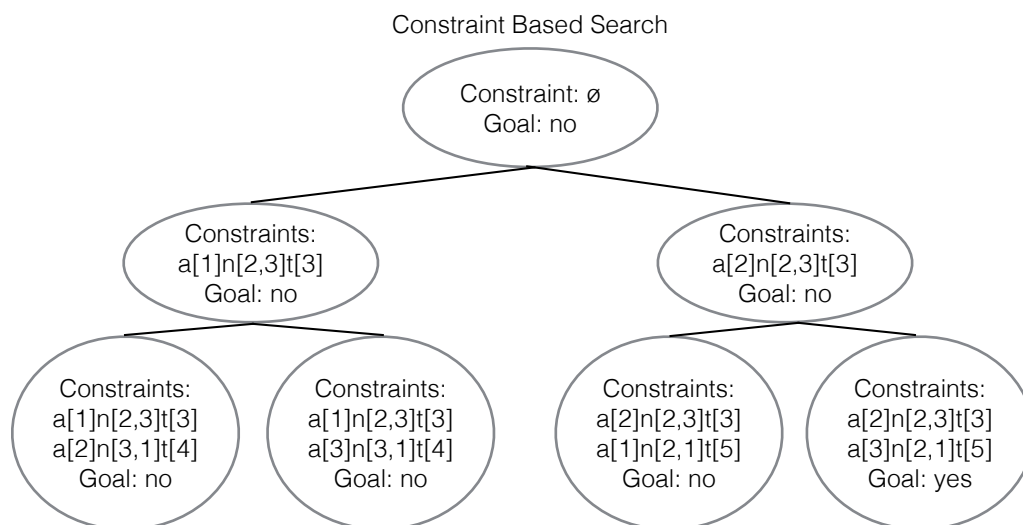 Constraint Based Search
Constraint: ø
Goal: no
Constraints:
a[1]n[2,3]t[3]
Goal: no
Constraints:
a[2]n[2,3]t[3]
Goal: no
Constraints:
a[1]n[2,3]t[3]
a[2]n[3,1]t[4]
Goal: no
Constraints:
a[1]n[2,3]t[3]
a[3]n[3,1]t[4]
Goal: no
Constraints:
a[2]n[2,3]t[3]
a[1]n[2,1]t[5]
Goal: no
Constraints:
a[2]n[2,3]t[3]
a[3]n[2,1]t[5]
Goal: yes